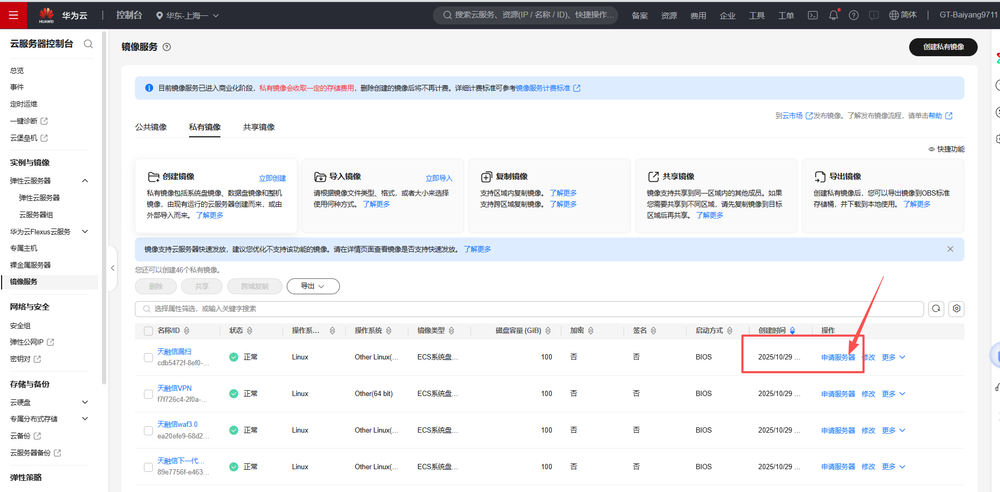 HUAWEI
华为云
控制台
华东-上海一
搜索云服务、资源(IP / 名称 / ID)、快捷操作...
备案
资源
费用
企业
工具
工单
简体
GT-Baiyang9711
云服务器控制台
总览
事件
定时运维
一键诊断
云堡垒机
实例与镜像
弹性云服务器
弹性云服务器
云服务器组
华为云Flexus云服务
专属主机
裸金属服务器
镜像服务
网络与安全
安全组
弹性公网IP
密钥对
存储与备份
云硬盘
专属分布式存储
云备份
云服务器备份
弹性策略
镜像服务
创建私有镜像
目前镜像服务已进入商业化阶段，私有镜像会收取一定的存储费用，删除创建的镜像后将不再计费。详细计费标准可参考镜像服务计费标准
到云市场 发布镜像。了解发布镜像流程，请单击帮助
公共镜像 私有镜像 共享镜像
快捷功能
创建镜像 立即创建
私有镜像包括系统盘镜像、数据盘镜像和整机
镜像，由现有运行的云服务器创建而来，或由
外部导入而来。 了解更多
导入镜像 立即导入
请根据镜像文件类型、格式，或者大小来选择
使用何种方式。 了解更多
复制镜像
支持区域内复制镜像。 了解更多
支持跨区域复制镜像。 了解更多
共享镜像
镜像支持共享到同一区域内的其他成员。如果
您需要共享到不同区域，请先复制镜像到目标
区域后再共享。 了解更多
导出镜像
创建私有镜像后，您可以导出镜像到OBS标准
存储桶，并下载到本地使用。 了解更多
镜像支持云服务器快速发放，建议您优化不支持该功能的镜像。请在详情页面查看镜像是否支持快速发放。 了解更多
您还可以创建46个私有镜像。
删除 共享 跨域复制 导出
选择属性筛选，或输入关键字搜索
名称/ID 状态 操作系... 操作系统 镜像类型 磁盘容量 (GiB) 加密 签名 启动方式 创建时间 操作
天融信漏扫
cdb5472f-8ef0-...
正常 Linux Other Linux(... ECS系统盘... 100 否 否 BIOS 2025/10/29 ... 申请服务器 修改 更多
天融信VPN
f7f726c4-2f0a-...
正常 Linux Other(64 bit) ECS系统盘... 100 否 否 BIOS 2025/10/29 ... 申请服务器 修改 更多
天融信waf3.0
ea20efe9-68d2...
正常 Linux Other Linux(... ECS系统盘... 100 否 否 BIOS 2025/10/29 ... 申请服务器 修改 更多
天融信下一代...
89e7756f-e463...
正常 Linux Other Linux(... ECS系统盘... 100 否 否 BIOS 2025/10/29 ... 申请服务器 修改 更多